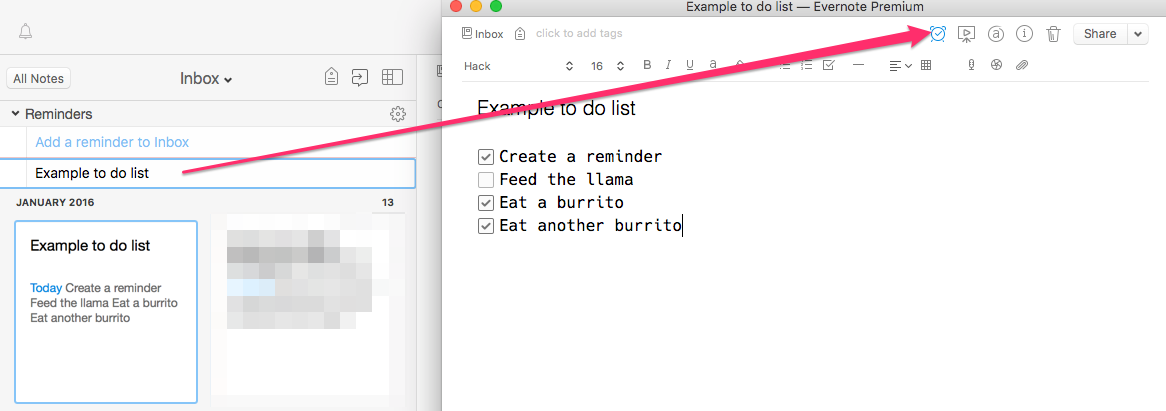 Example to do list — Evernote Premium
Inbox click to add tags
Share
All Notes Inbox
Hack 16 B I U a
Reminders
Example to do list
Add a reminder to Inbox
Create a reminder
Example to do list
Feed the llama
JANUARY 2016 13
Eat a burrito
Eat another burrito
Example to do list
Today Create a reminder
Feed the llama Eat a burrito
Eat another burrito